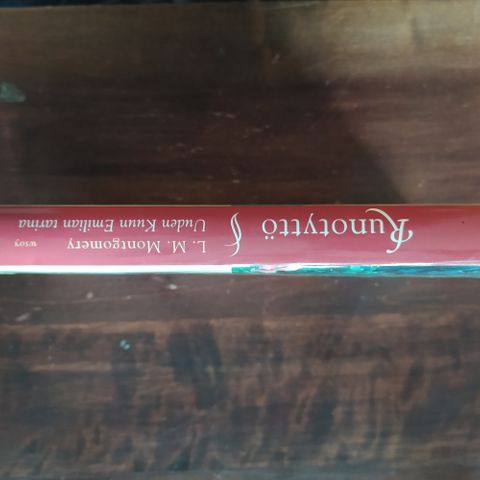 Runotyttö
L. M. Montgomery
Uuden Kuun Emilian tarina
WSOY